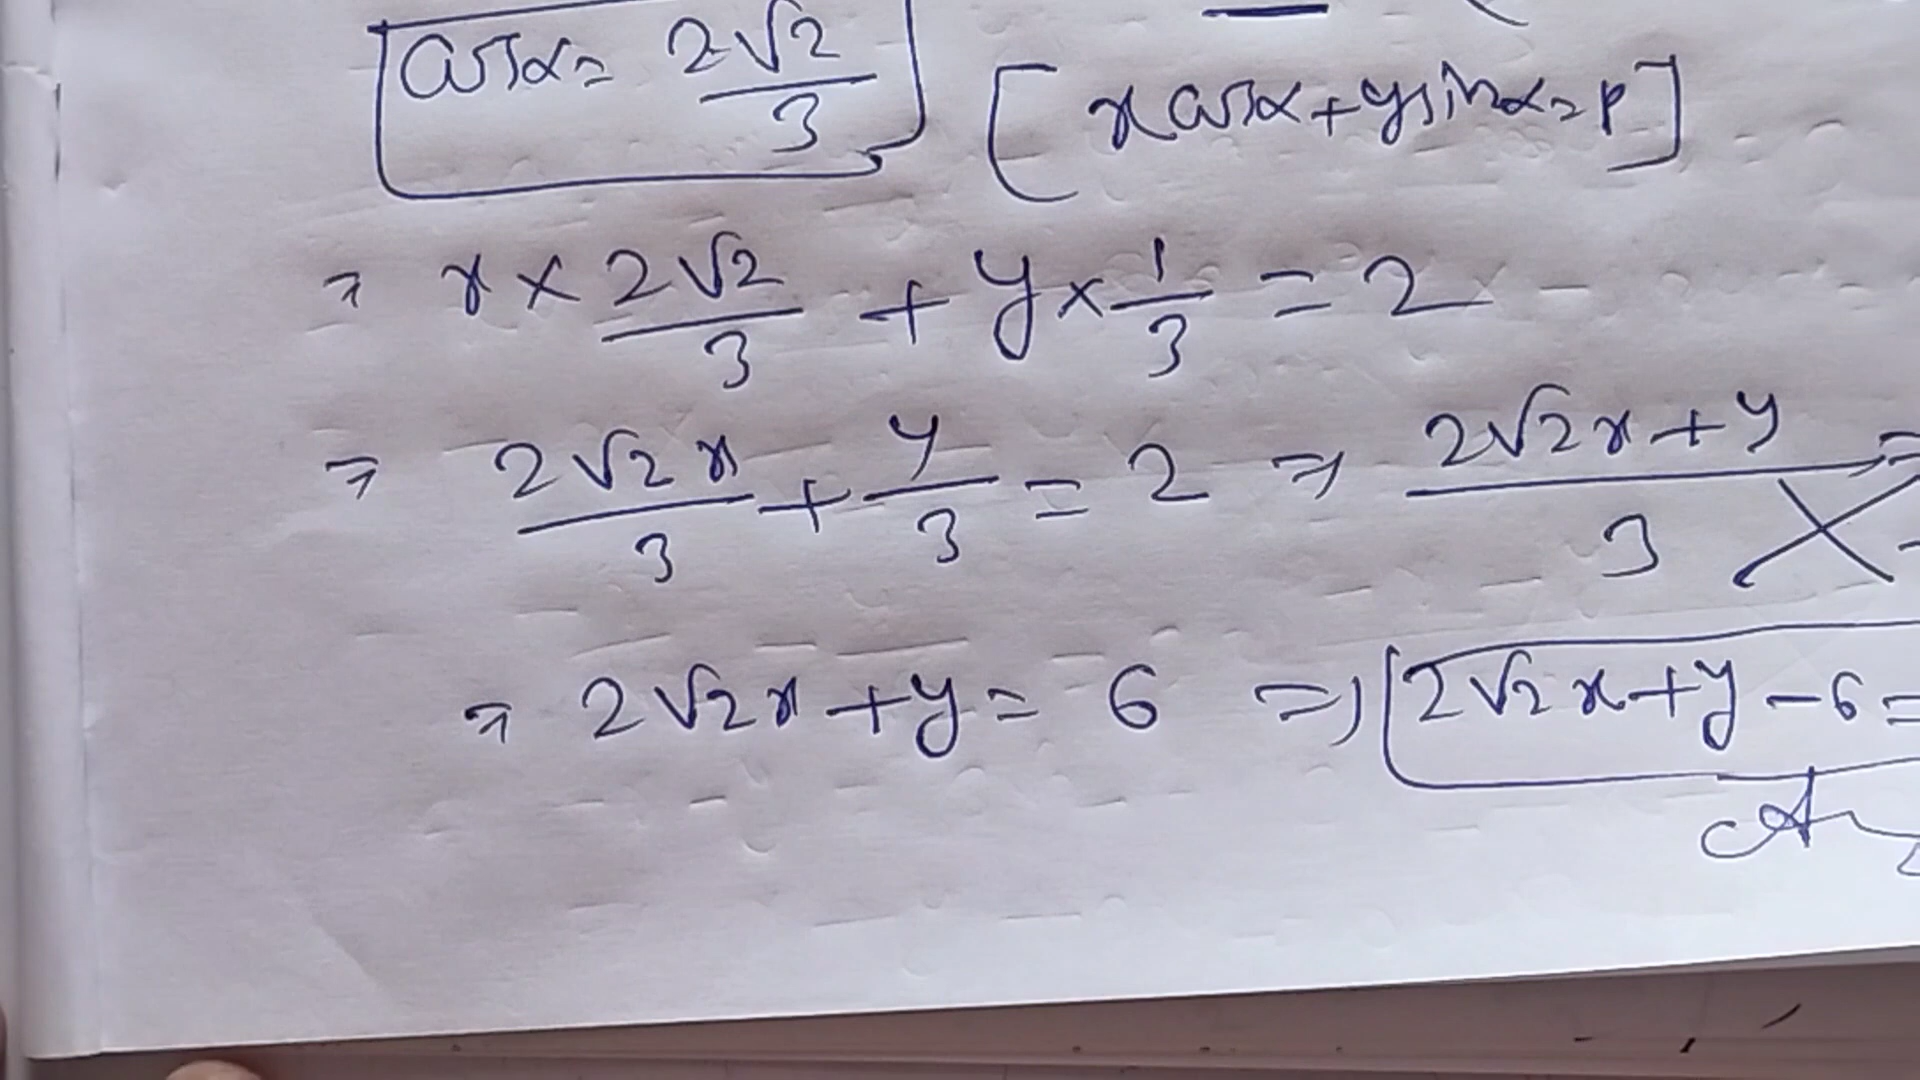 cosα = 2√2/3 [x cosα + y sinα = p]
⇒ x × 2√2/3 + y × 1/3 = 2
⇒ 2√2x/3 + y/3 = 2 ⇒ 2√2x + y/3 =
⇒ 2√2x + y = 6 ⇒ 2√2x + y - 6 =